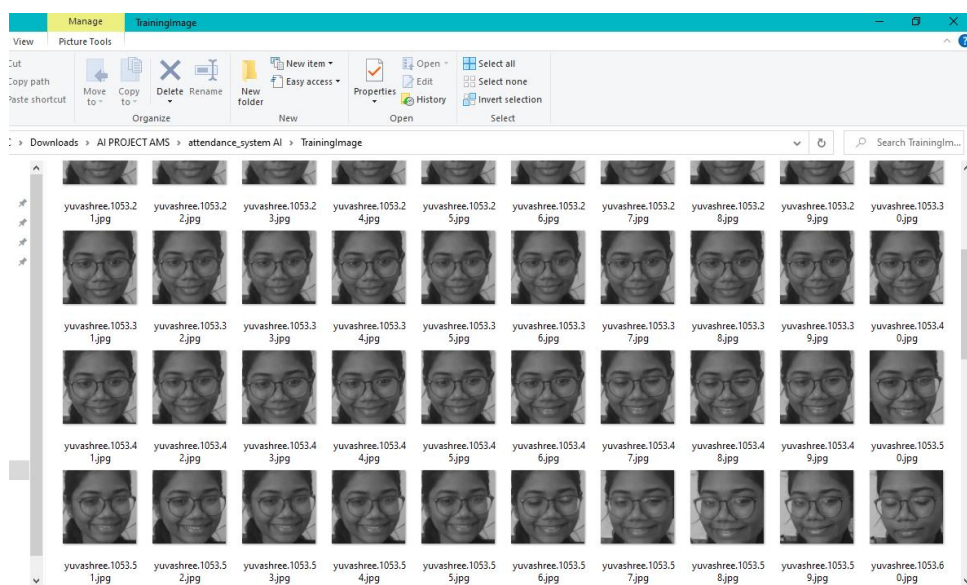 Manage
TrainingImage
View
Picture Tools
Cut
Copy path
Paste shortcut
Move to
Copy to
Delete
Rename
New folder
New item
Easy access
Properties
Open
Edit
History
Select all
Select none
Invert selection
Organize
New
Open
Select
Downloads > AI PROJECT AMS > attendance_system AI > TrainingImage
Search TrainingIm...
yuvashree.1053.21.jpg
yuvashree.1053.22.jpg
yuvashree.1053.23.jpg
yuvashree.1053.24.jpg
yuvashree.1053.25.jpg
yuvashree.1053.26.jpg
yuvashree.1053.27.jpg
yuvashree.1053.28.jpg
yuvashree.1053.29.jpg
yuvashree.1053.30.jpg
yuvashree.1053.31.jpg
yuvashree.1053.32.jpg
yuvashree.1053.33.jpg
yuvashree.1053.34.jpg
yuvashree.1053.35.jpg
yuvashree.1053.36.jpg
yuvashree.1053.37.jpg
yuvashree.1053.38.jpg
yuvashree.1053.39.jpg
yuvashree.1053.40.jpg
yuvashree.1053.41.jpg
yuvashree.1053.42.jpg
yuvashree.1053.43.jpg
yuvashree.1053.44.jpg
yuvashree.1053.45.jpg
yuvashree.1053.46.jpg
yuvashree.1053.47.jpg
yuvashree.1053.48.jpg
yuvashree.1053.49.jpg
yuvashree.1053.50.jpg
yuvashree.1053.51.jpg
yuvashree.1053.52.jpg
yuvashree.1053.53.jpg
yuvashree.1053.54.jpg
yuvashree.1053.55.jpg
yuvashree.1053.56.jpg
yuvashree.1053.57.jpg
yuvashree.1053.58.jpg
yuvashree.1053.59.jpg
yuvashree.1053.60.jpg